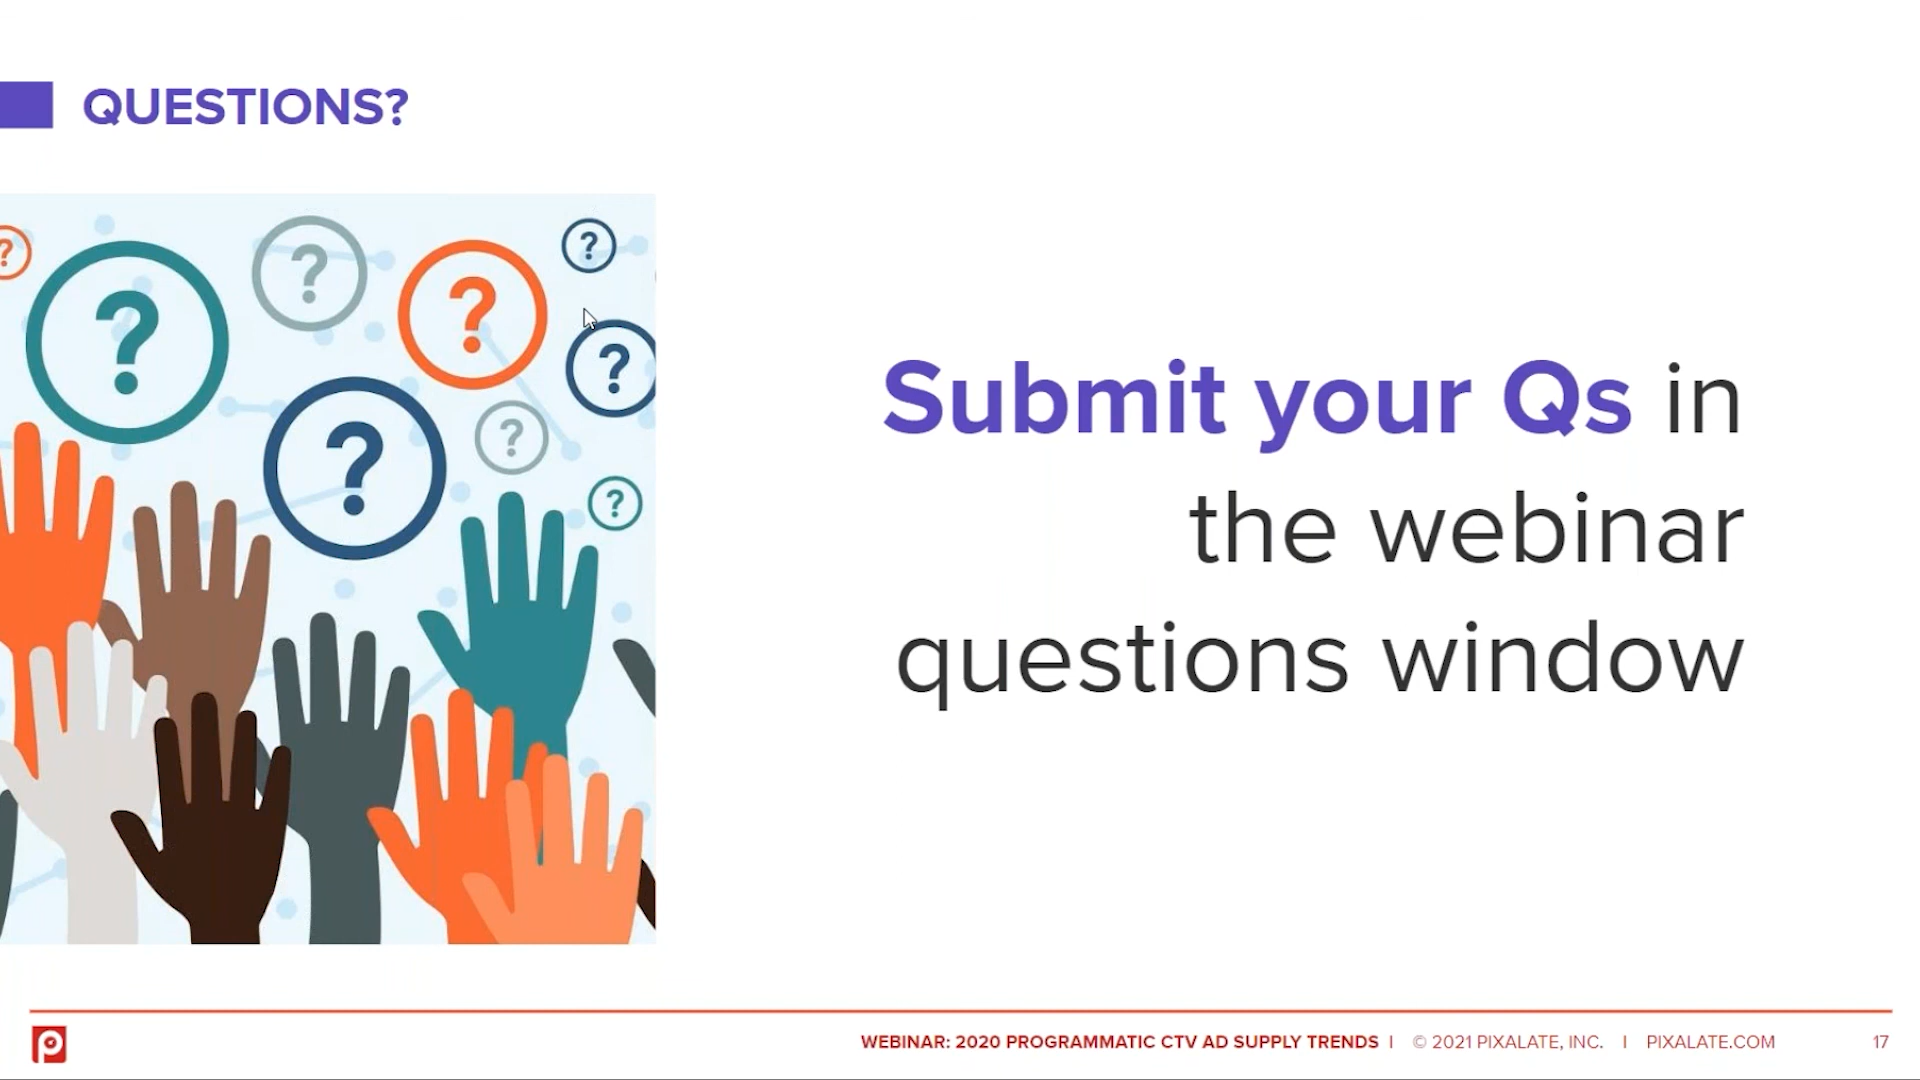 QUESTIONS?
?
?
?
?
?
?
?
?
?
Submit your Qs in
the webinar
questions window
WEBINAR: 2020 PROGRAMMATIC CTV AD SUPPLY TRENDS I © 2021 PIXALATE, INC. I PIXALATE.COM 17